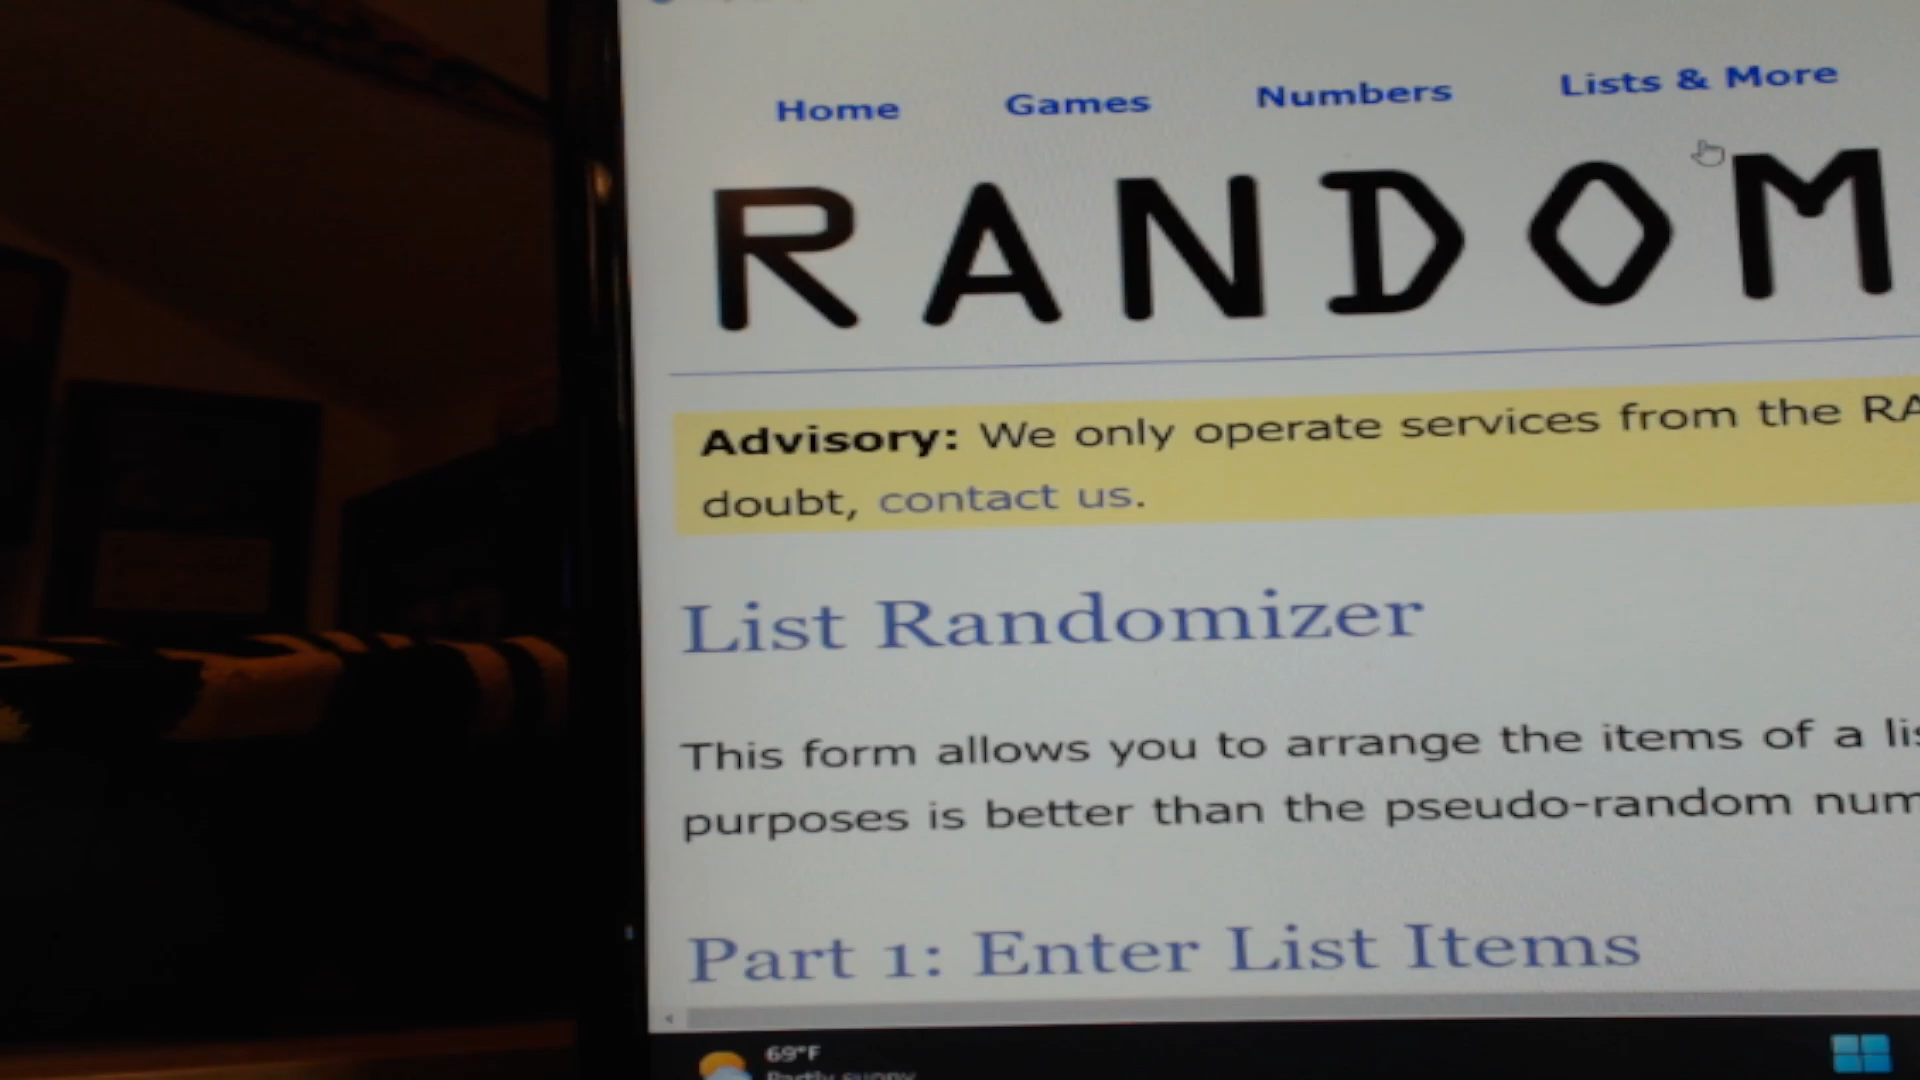 Home Games Numbers Lists & More
RANDOM
Advisory: We only operate services from the RA
doubt, contact us.
List Randomizer
This form allows you to arrange the items of a lis
purposes is better than the pseudo-random num
Part 1: Enter List Items
69°F
Partly sunny